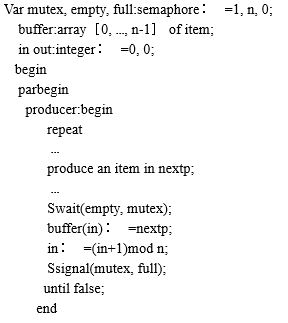 Var mutex, empty, full:semaphore： =1, n, 0;
buffer:array［0, ..., n-1］ of item;
in out:integer： =0, 0;
begin
parbegin
producer:begin
repeat
...
produce an item in nextp;
...
Swait(empty, mutex);
buffer(in)： =nextp;
in： =(in+1)mod n;
Ssignal(mutex, full);
until false;
end